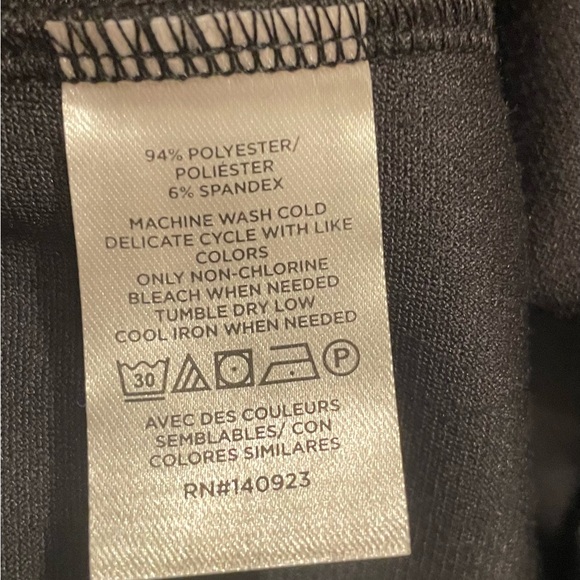 94% POLYESTER/
POLIÉSTER
6% SPANDEX
MACHINE WASH COLD
DELICATE CYCLE WITH LIKE
COLORS
ONLY NON-CHLORINE
BLEACH WHEN NEEDED
TUMBLE DRY LOW
COOL IRON WHEN NEEDED
30 P
AVEC DES COULEURS
SEMBLABLES/ CON
COLORES SIMILARES
RN#140923